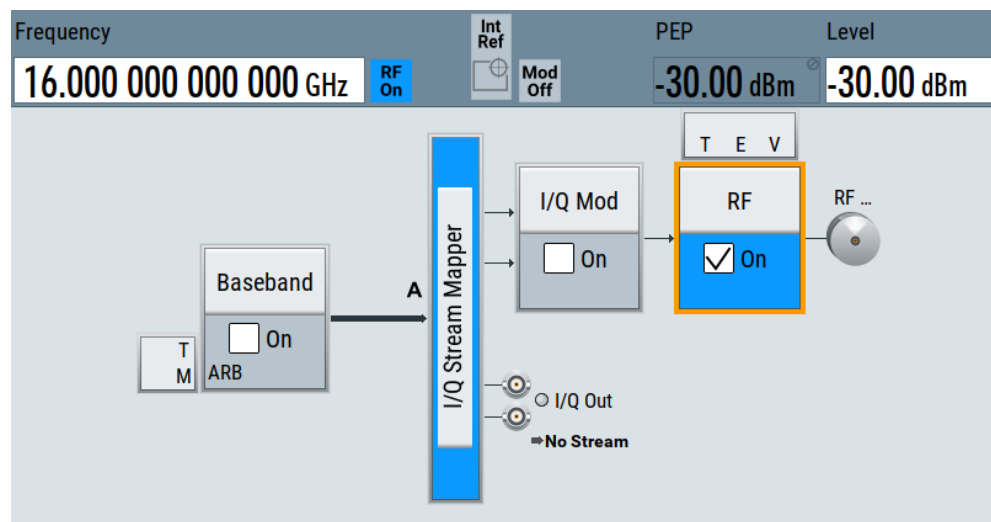 Frequency
Int
Ref
PEP
Level
16.000 000 000 000 GHz
RF
On
Mod
Off
-30.00 dBm
-30.00 dBm
T E V
I/Q Mod
On
RF
On
RF ...
Baseband
On
ARB
T
M
A
I/Q Stream Mapper
I/Q Out
No Stream